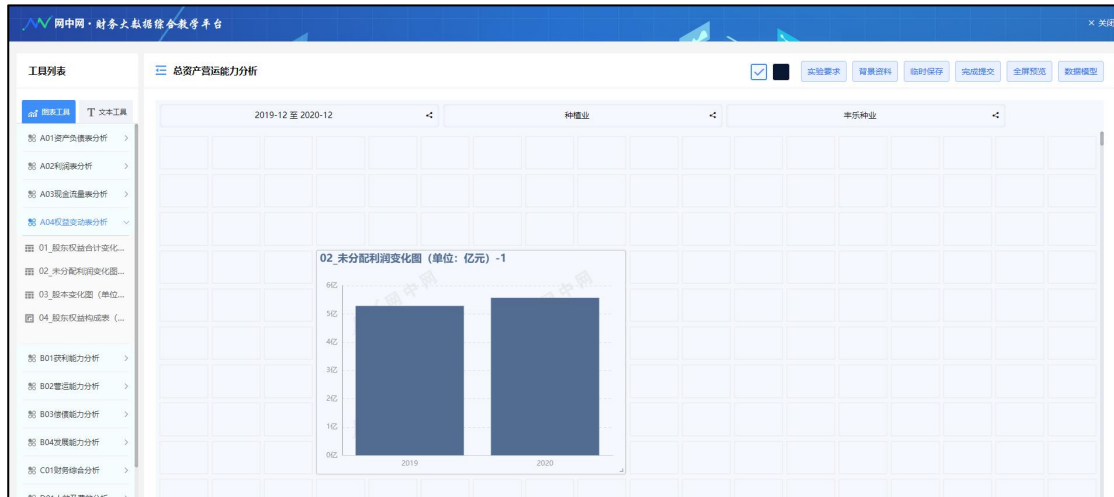 网中网·财务大数据综合教学平台
× 关闭
工具列表
总资产营运能力分析
实验要求 背景资料 临时保存 完成提交 全屏预览 数据模型
图表工具 T 文本工具
2019-12 至 2020-12 种植业 丰乐种业
A01资产负债表分析
A02利润表分析
A03现金流量表分析
A04权益变动表分析
01_股东权益合计变化...
02_未分配利润变化图...
03_股本变化图（单位...
04_股东权益构成表（...
B01获利能力分析
B02营运能力分析
B03偿债能力分析
B04发展能力分析
C01财务综合分析
02_未分配利润变化图（单位：亿元）-1
6亿
5亿
4亿
3亿
2亿
1亿
0亿
2019 2020
网中网
网中网